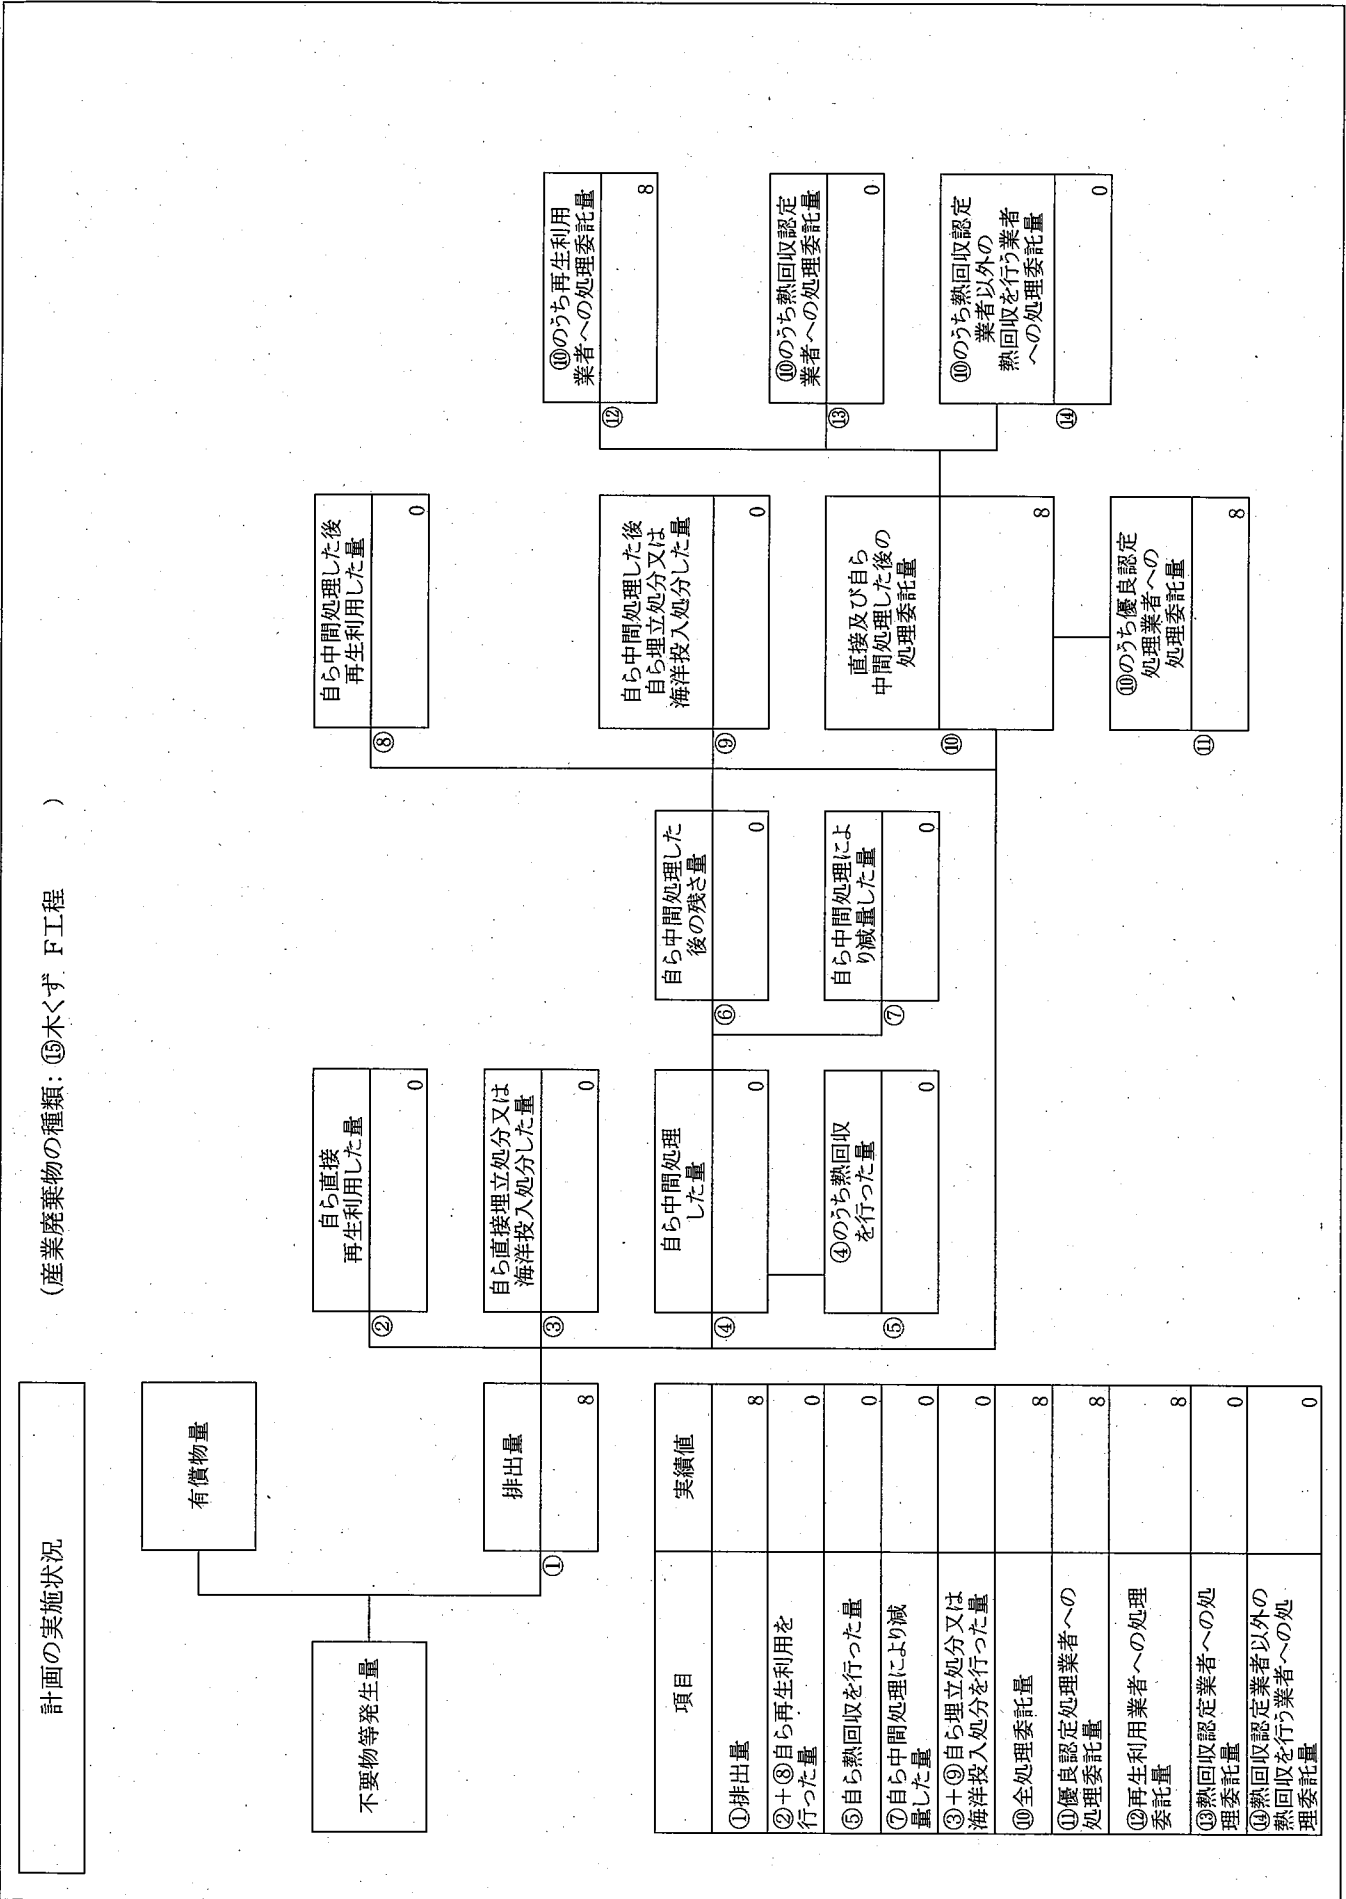 計画の実施状況
(産業廃棄物の種類：⑮木くず F工程 )
不要物等発生量
有償物量
①
排出量
8
②
自ら直接
再生利用した量
0
③
自ら直接埋立処分又は
海洋投入処分した量
0
④
自ら中間処理
した量
0
⑤
④のうち熱回収
を行った量
0
⑥
自ら中間処理した
後の残さ量
0
⑦
自ら中間処理によ
り減量した量
0
⑧
自ら中間処理した後
再生利用した量
0
⑨
自ら中間処理した後
自ら埋立処分又は
海洋投入処分した量
0
⑩
直接及び自ら
中間処理した後の
処理委託量
8
⑪
⑩のうち優良認定
処理業者への
処理委託量
8
⑫
⑩のうち再生利用
業者への処理委託量
8
⑬
⑩のうち熱回収認定
業者への処理委託量
0
⑭
⑩のうち熱回収認定
業者以外の
熱回収を行う業者
への処理委託量
0
項目 実績値
①排出量 8
②+⑧自ら再生利用を
行った量 0
⑤自ら熱回収を行った量 0
⑦自ら中間処理により減
量した量 0
③+⑨自ら埋立処分又は
海洋投入処分を行った量 0
⑩全処理委託量 8
⑪優良認定処理業者への
処理委託量 8
⑫再生利用業者への処理
委託量 8
⑬熱回収認定業者への処
理委託量 0
⑭熱回収認定業者以外の
熱回収を行う業者への処
理委託量 0